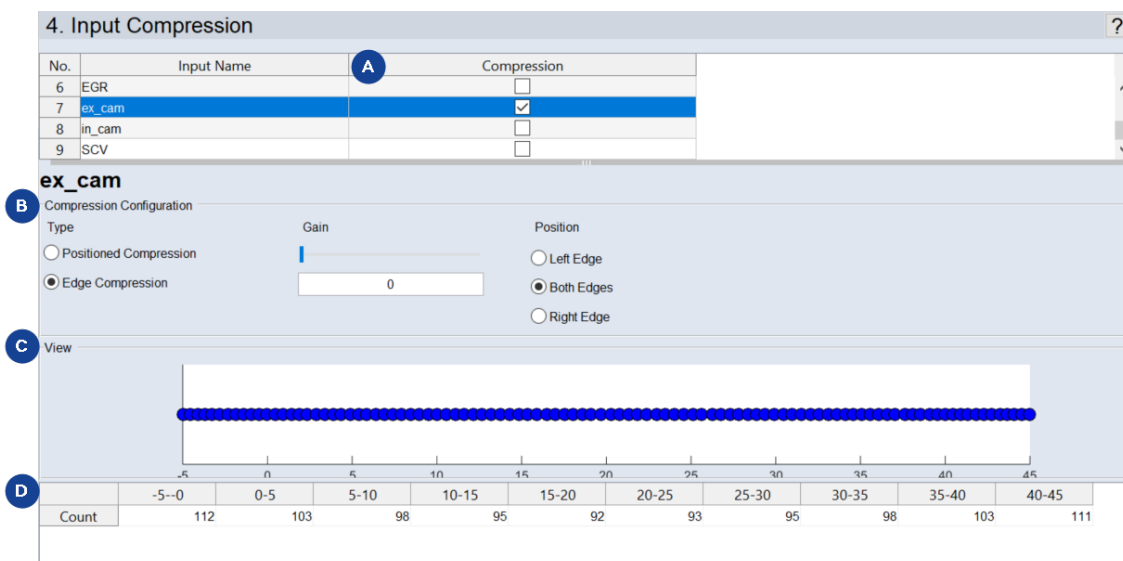 4. Input Compression ?
No. Input Name A Compression
6 EGR
7 ex_cam
8 in_cam
9 SCV
ex_cam
B Compression Configuration
Type Gain Position
Positioned Compression Left Edge
Edge Compression 0 Both Edges
Right Edge
C View
-5 0 5 10 15 20 25 30 35 40 45
D -5--0 0-5 5-10 10-15 15-20 20-25 25-30 30-35 35-40 40-45
Count 112 103 98 95 92 93 95 98 103 111